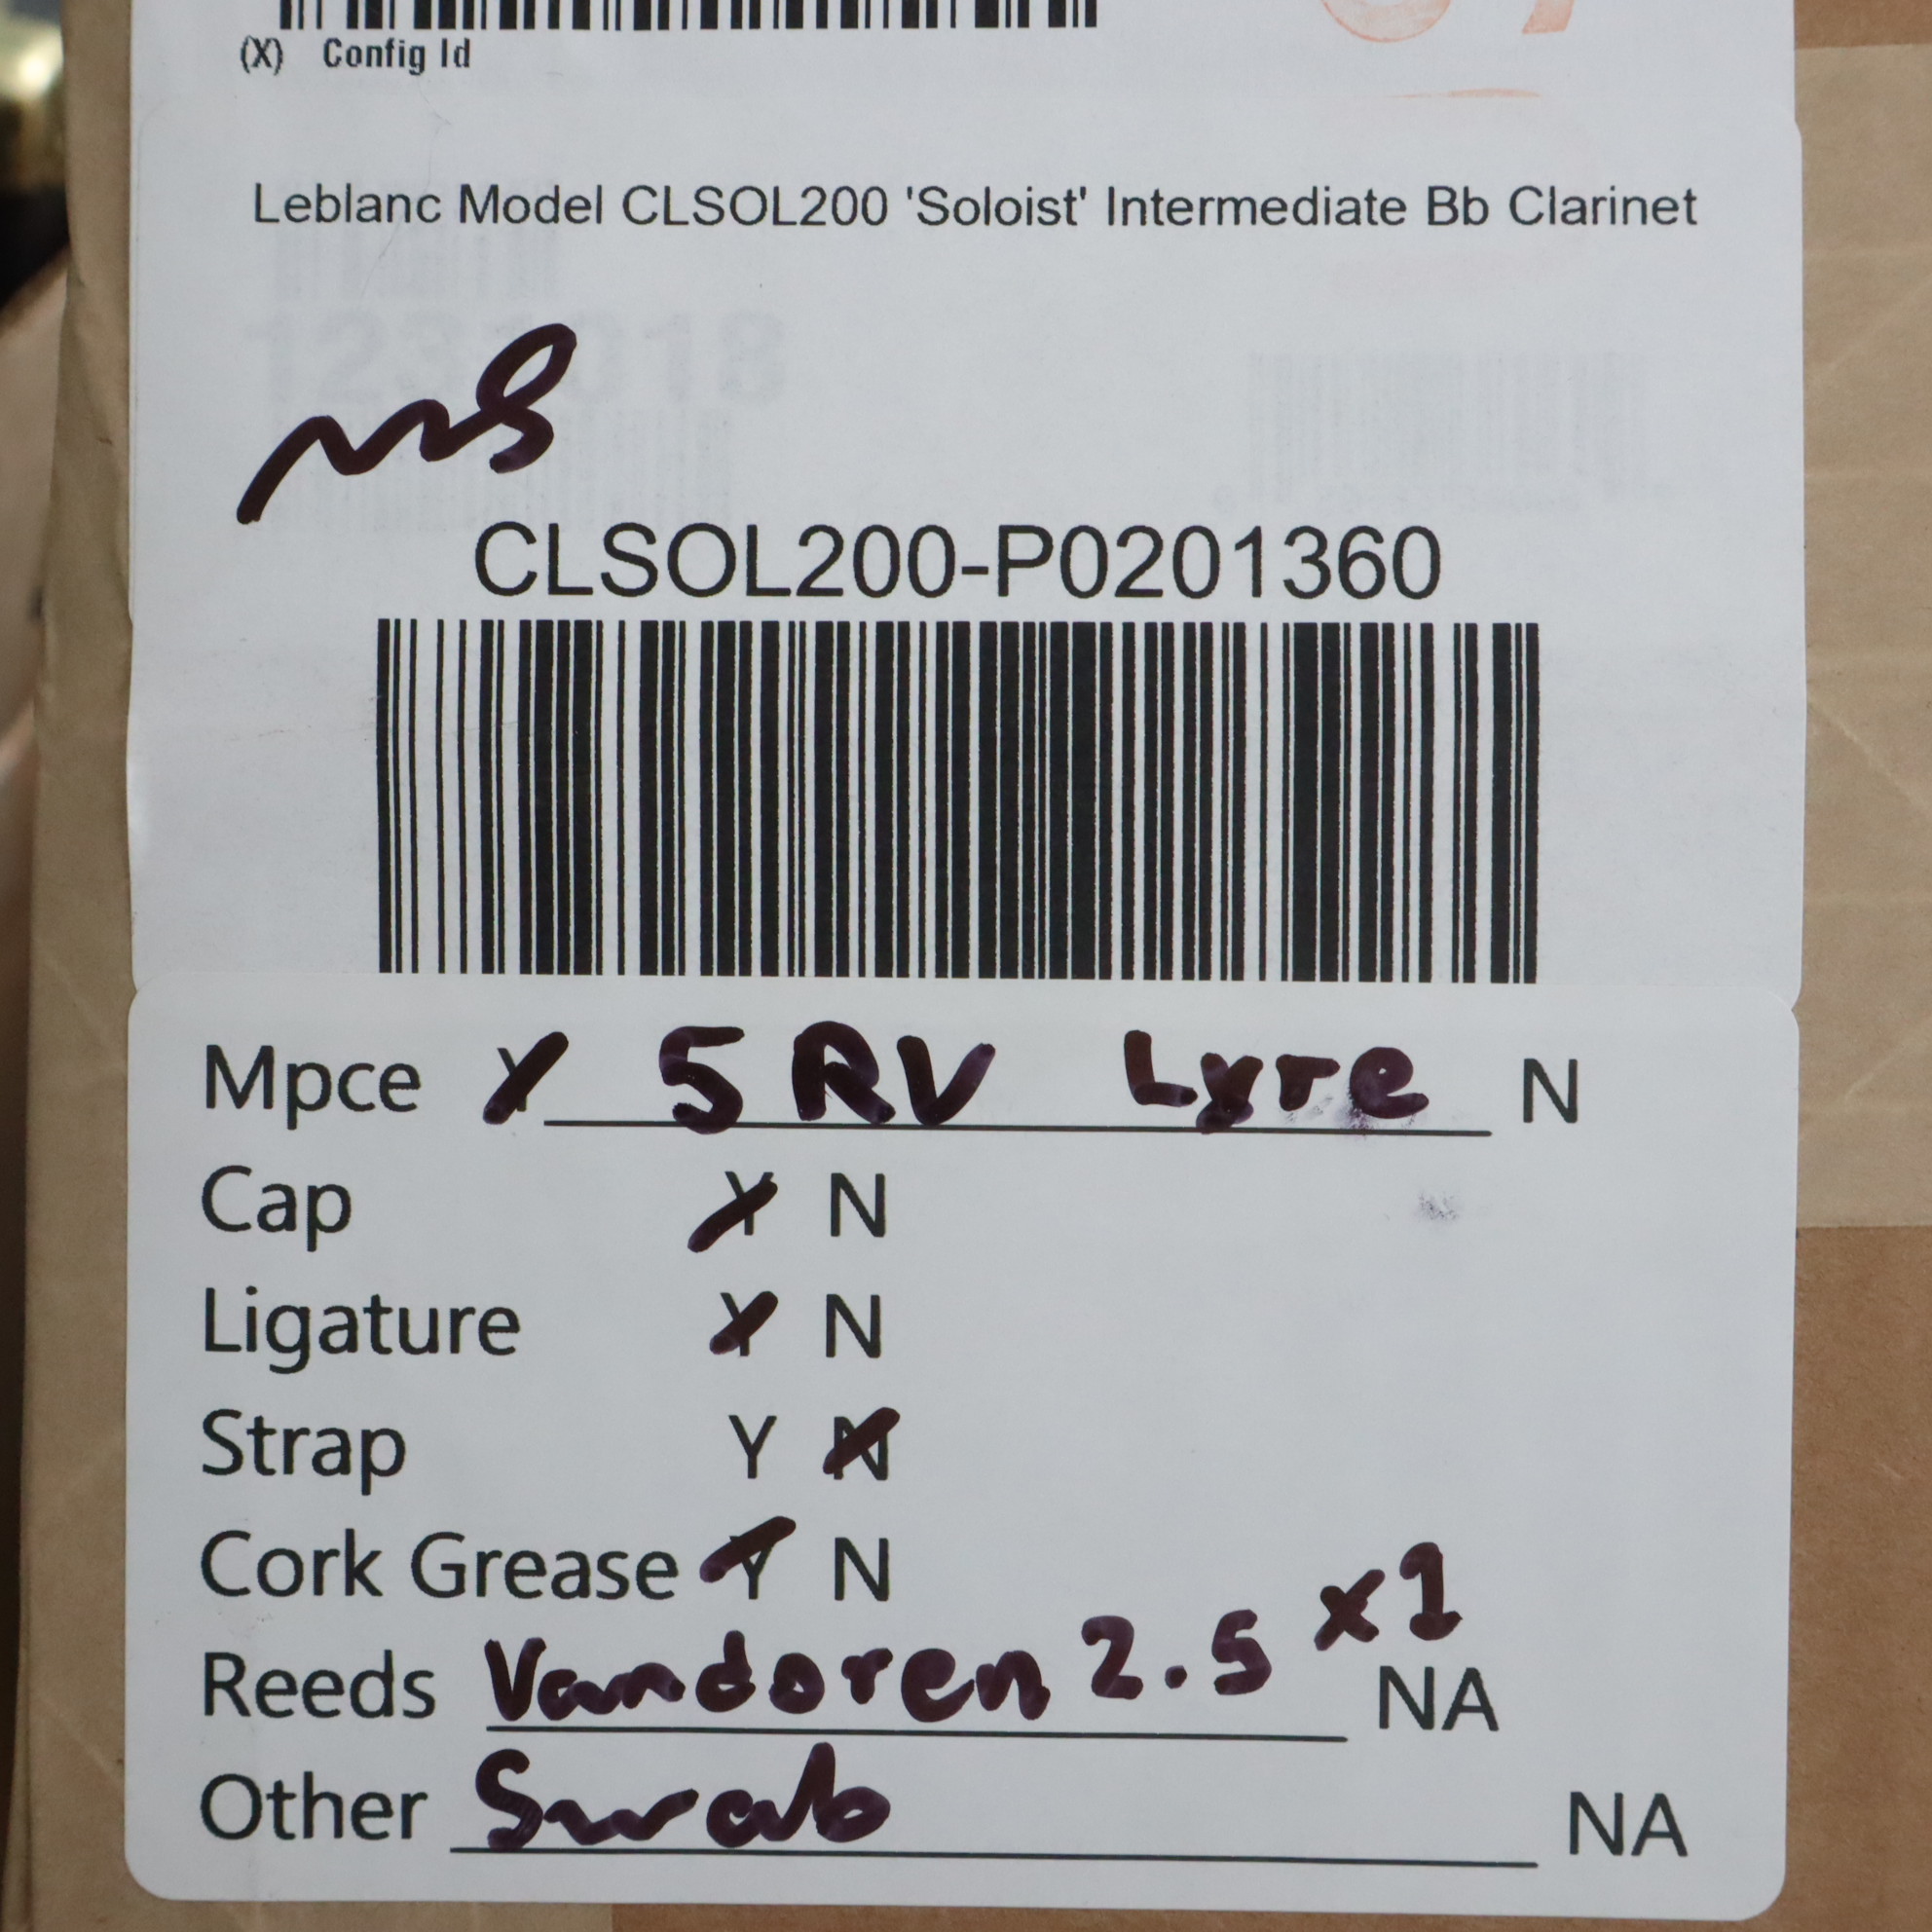 (X) Config Id
Leblanc Model CLSOL200 'Soloist' Intermediate Bb Clarinet
CLSOL200-P0201360
Mpce Y 5RV Lyre N
Cap Y N
Ligature Y N
Strap Y N
Cork Grease Y N
Reeds Vandoren 2.5 x1 NA
Other Swab NA